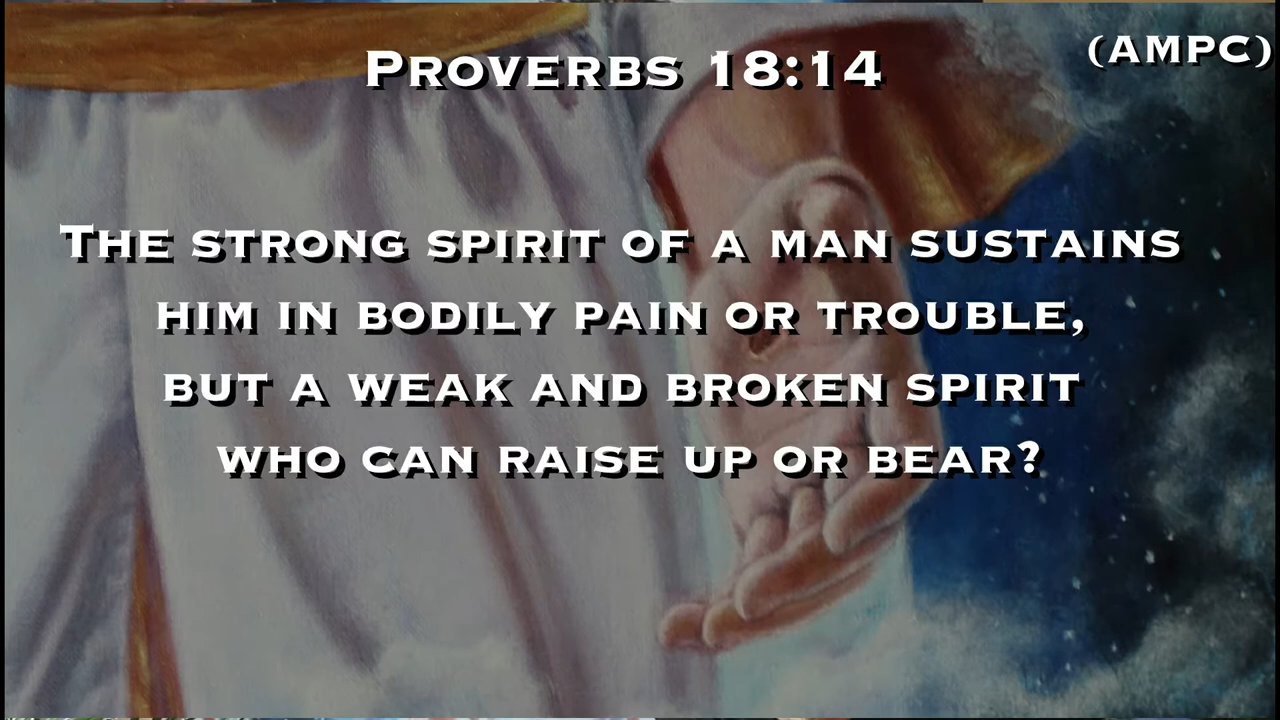 Proverbs 18:14
(AMPC)
The strong spirit of a man sustains
him in bodily pain or trouble,
but a weak and broken spirit
who can raise up or bear?